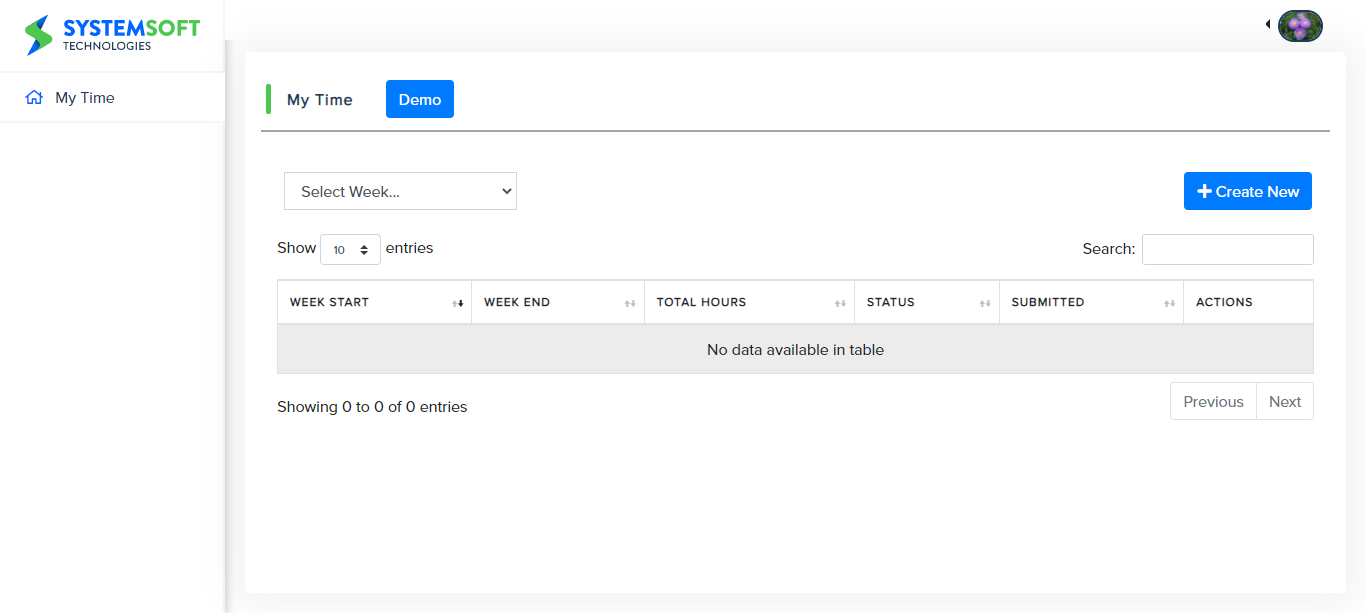 SYSTEMSOFT
TECHNOLOGIES
My Time
My Time
Demo
Select Week...
Create New
Show 10 entries
Search:
WEEK START WEEK END TOTAL HOURS STATUS SUBMITTED ACTIONS
No data available in table
Showing 0 to 0 of 0 entries
Previous Next